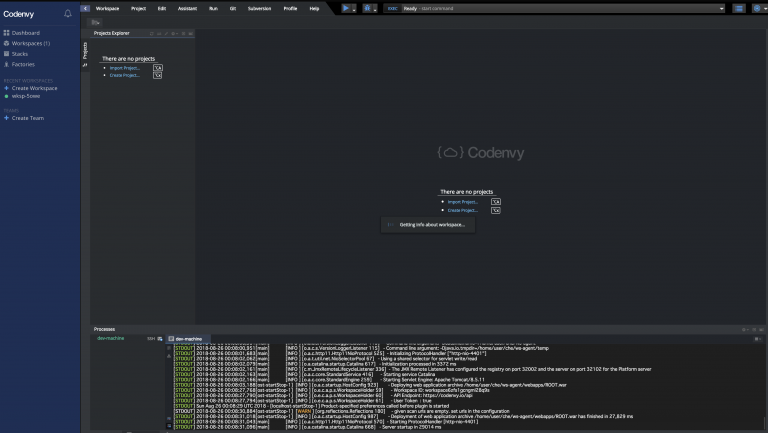 Codenvy
Dashboard
Workspaces (1)
Stacks
Factories
RECENT WORKSPACES
Create Workspace
wksp-5owe
TEAMS
Create Team
Workspace Project Edit Assistant Run Git Subversion Profile Help
EXEC Ready - start command
Projects
Projects Explorer
There are no projects
Import Project...
Create Project...
Codenvy
There are no projects
Import Project...
Create Project...
Getting info about workspace...
Processes
dev-machine SSH
dev-machine
[STDOUT] 2018-08-26 00:08:00,951[main] [INFO ] [o.a.c.s.VersionLoggerListener 115] - Command line argument: -Djava.io.tmpdir=/home/user/che/ws-agent/temp
[STDOUT] 2018-08-26 00:08:01,683[main] [INFO ] [o.a.c.http11.Http11NioProtocol 525] - Initializing ProtocolHandler ["http-nio-4401"]
[STDOUT] 2018-08-26 00:08:02,062[main] [INFO ] [o.a.t.util.net.NioSelectorPool 67] - Using a shared selector for servlet write/read
[STDOUT] 2018-08-26 00:08:02,079[main] [INFO ] [o.a.catalina.startup.Catalina 667] - Initialization processed in 3372 ms
[STDOUT] 2018-08-26 00:08:02,161[main] [INFO ] [c.m.JmxRemoteLifecycleListener 336] - The JMX Remote Listener has configured the registry on port 32002 and the server on port 32102 for the Platform server
[STDOUT] 2018-08-26 00:08:02,165[main] [INFO ] [o.a.c.core.StandardService 416] - Starting service Catalina
[STDOUT] 2018-08-26 00:08:02,166[main] [INFO ] [o.a.c.core.StandardEngine 259] - Starting Servlet Engine: Apache Tomcat/8.5.11
[STDOUT] 2018-08-26 00:08:03,189[ost-startStop-1] [INFO ] [o.a.c.startup.HostConfig 923] - Deploying web application archive /home/user/che/ws-agent/webapps/ROOT.war
[STDOUT] 2018-08-26 00:08:27,768[ost-startStop-1] [INFO ] [o.e.c.a.p.s.WorkspaceHolder 59]
[STDOUT] 2018-08-26 00:08:27,790[ost-startStop-1] [INFO ] [o.e.c.a.p.s.WorkspaceHolder 60] - API Endpoint: https://codenvy.io/api
[STDOUT] 2018-08-26 00:08:27,794[ost-startStop-1] [INFO ] [o.e.c.a.p.s.WorkspaceHolder 61] - User Token : true
[STDOUT] Sun Aug 26 00:08:29 UTC 2018 - [localhost-startStop-1] Product-specified preferences called before plugin is started
[STDOUT] 2018-08-26 00:08:30,884[ost-startStop-1] [WARN ] [org.reflections.Reflections 180] - given scan urls are empty. set urls in the configuration
[STDOUT] 2018-08-26 00:08:31,018[ost-startStop-1] [INFO ] [o.a.c.startup.HostConfig 987] - Deployment of web application archive /home/user/che/ws-agent/webapps/ROOT.war has finished in 27,829 ms
[STDOUT] 2018-08-26 00:08:31,043[main] [INFO ] [o.a.c.http11.Http11NioProtocol 570] - Starting ProtocolHandler [http-nio-4401]
[STDOUT] 2018-08-26 00:08:31,096[main] [INFO ] [o.a.catalina.startup.Catalina 668] - Server startup in 29014 ms